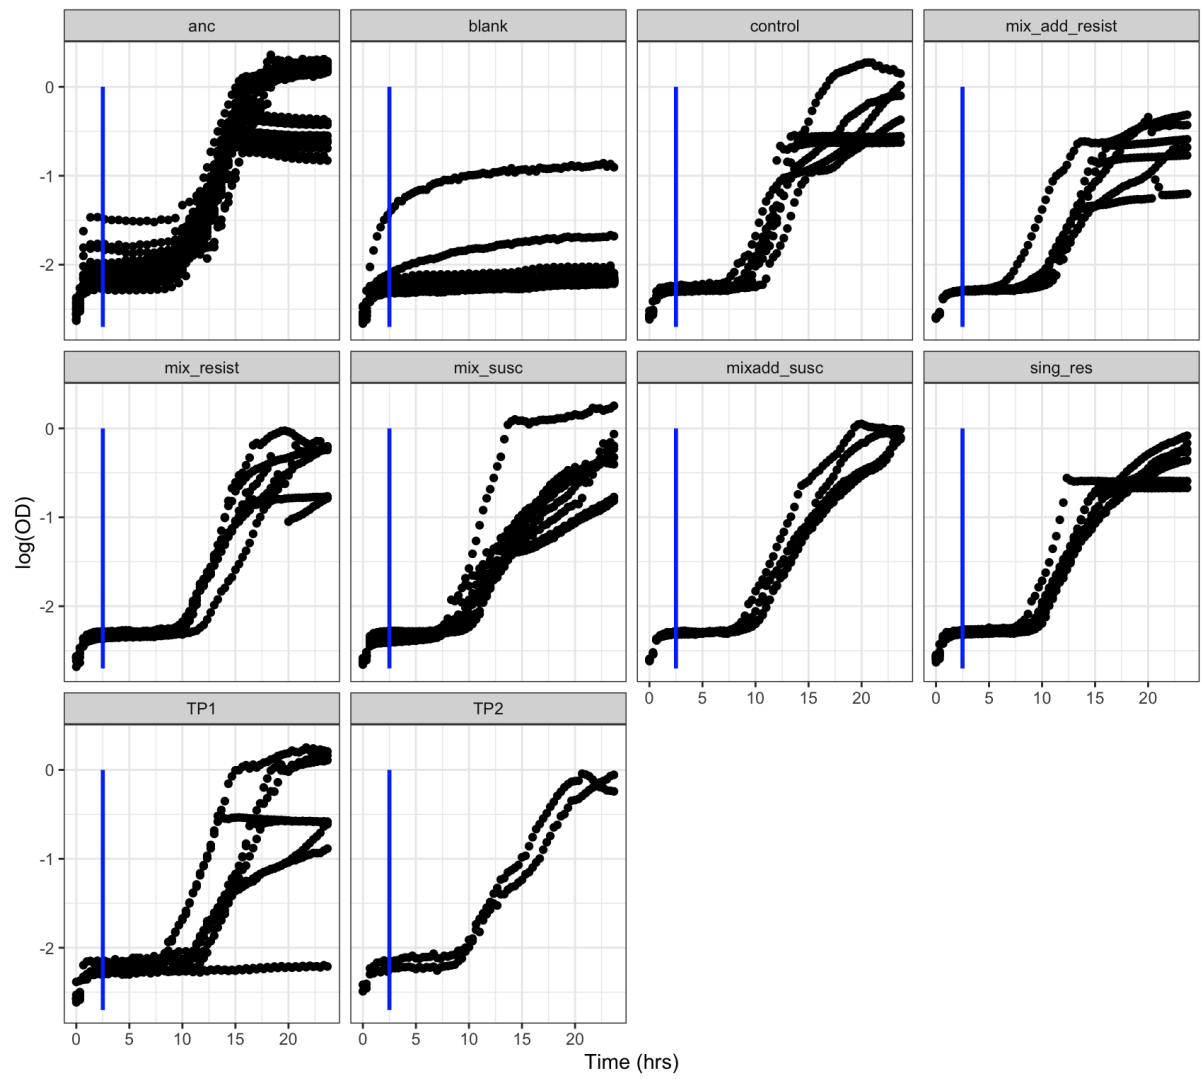 anc blank control mix_add_resist
0
-1
-2
mix_resist mix_susc mixadd_susc sing_res
0
-1
-2
0 5 10 15 20 0 5 10 15 20
TP1 TP2
0
-1
-2
0 5 10 15 20 0 5 10 15 20
log(OD)
Time (hrs)